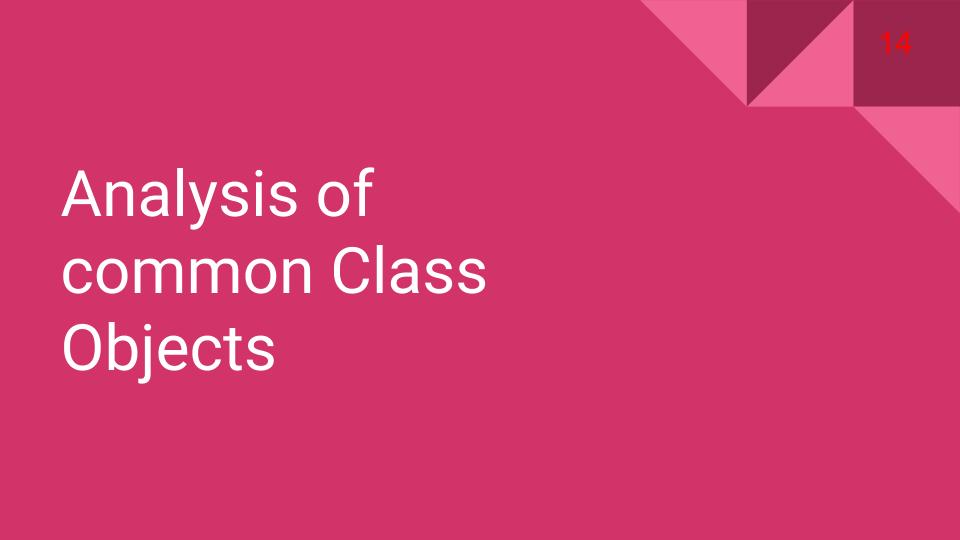 14
Analysis of
common Class
Objects